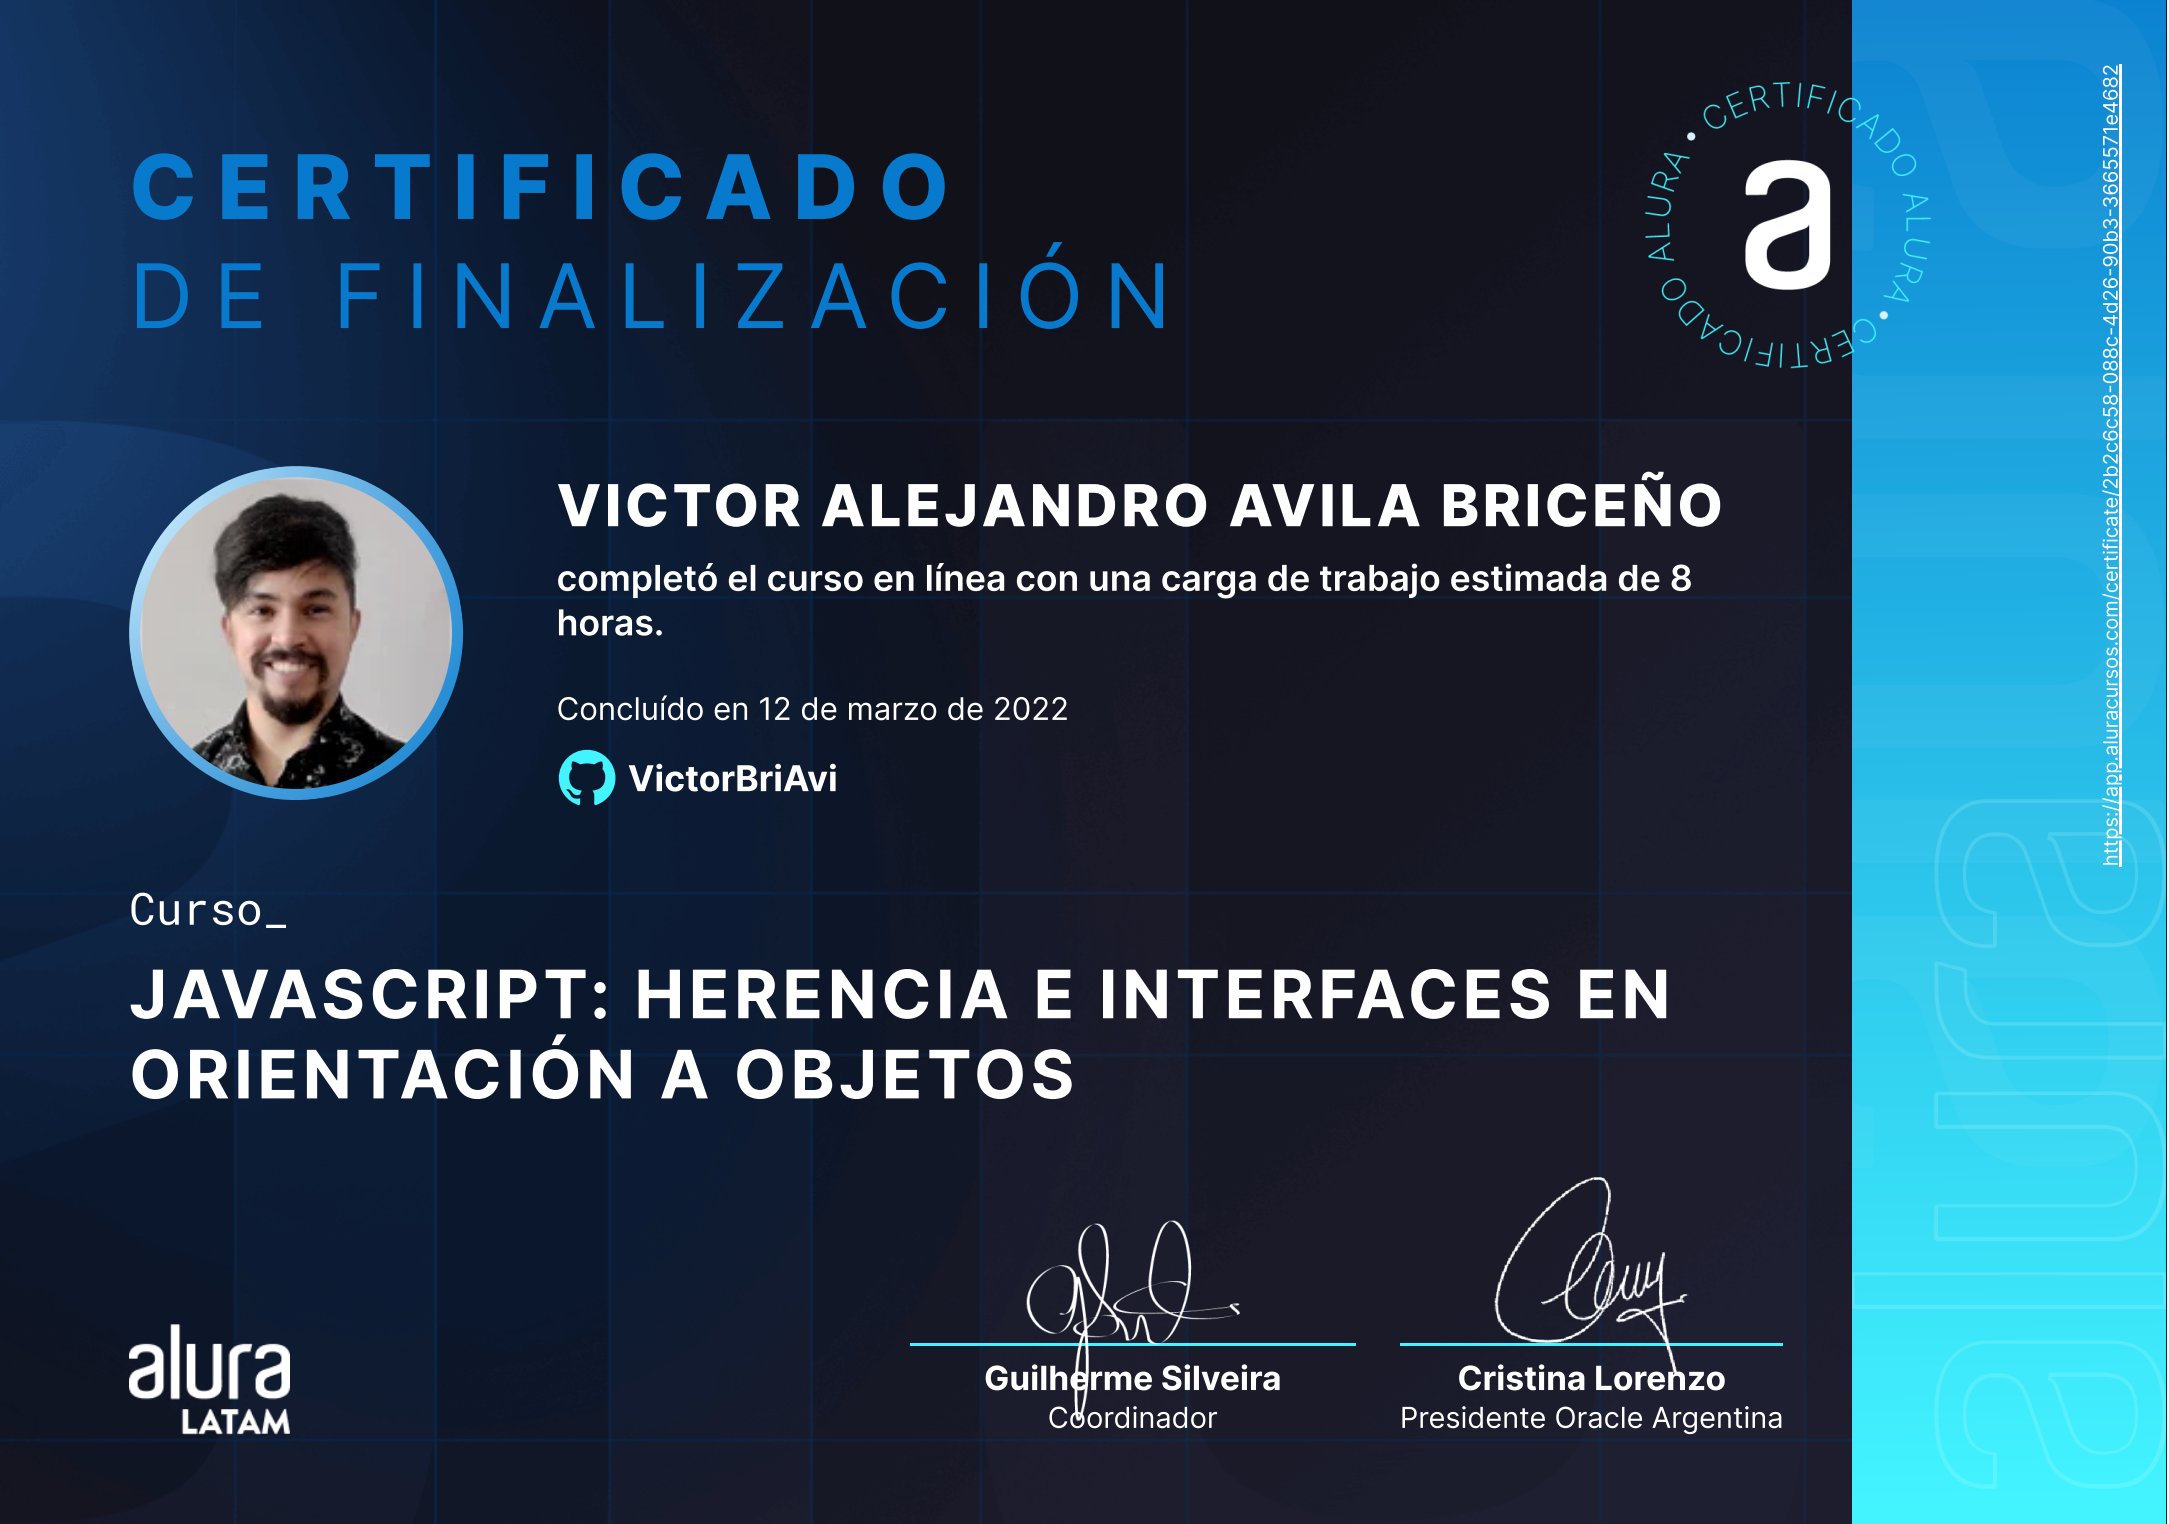 CERTIFICADO
DE FINALIZACIÓN
• CERTIFICADO ALURA • CERTIFICADO ALURA
a
VICTOR ALEJANDRO AVILA BRICEÑO
completó el curso en línea con una carga de trabajo estimada de 8
horas.
Concluído en 12 de marzo de 2022
VictorBriAvi
Curso_
JAVASCRIPT: HERENCIA E INTERFACES EN
ORIENTACIÓN A OBJETOS
alura
LATAM
Guilherme Silveira
Coordinador
Cristina Lorenzo
Presidente Oracle Argentina
https://app.aluracursos.com/certificate/2b2c6c58-088c-4d26-90b3-3665571e4682
alura